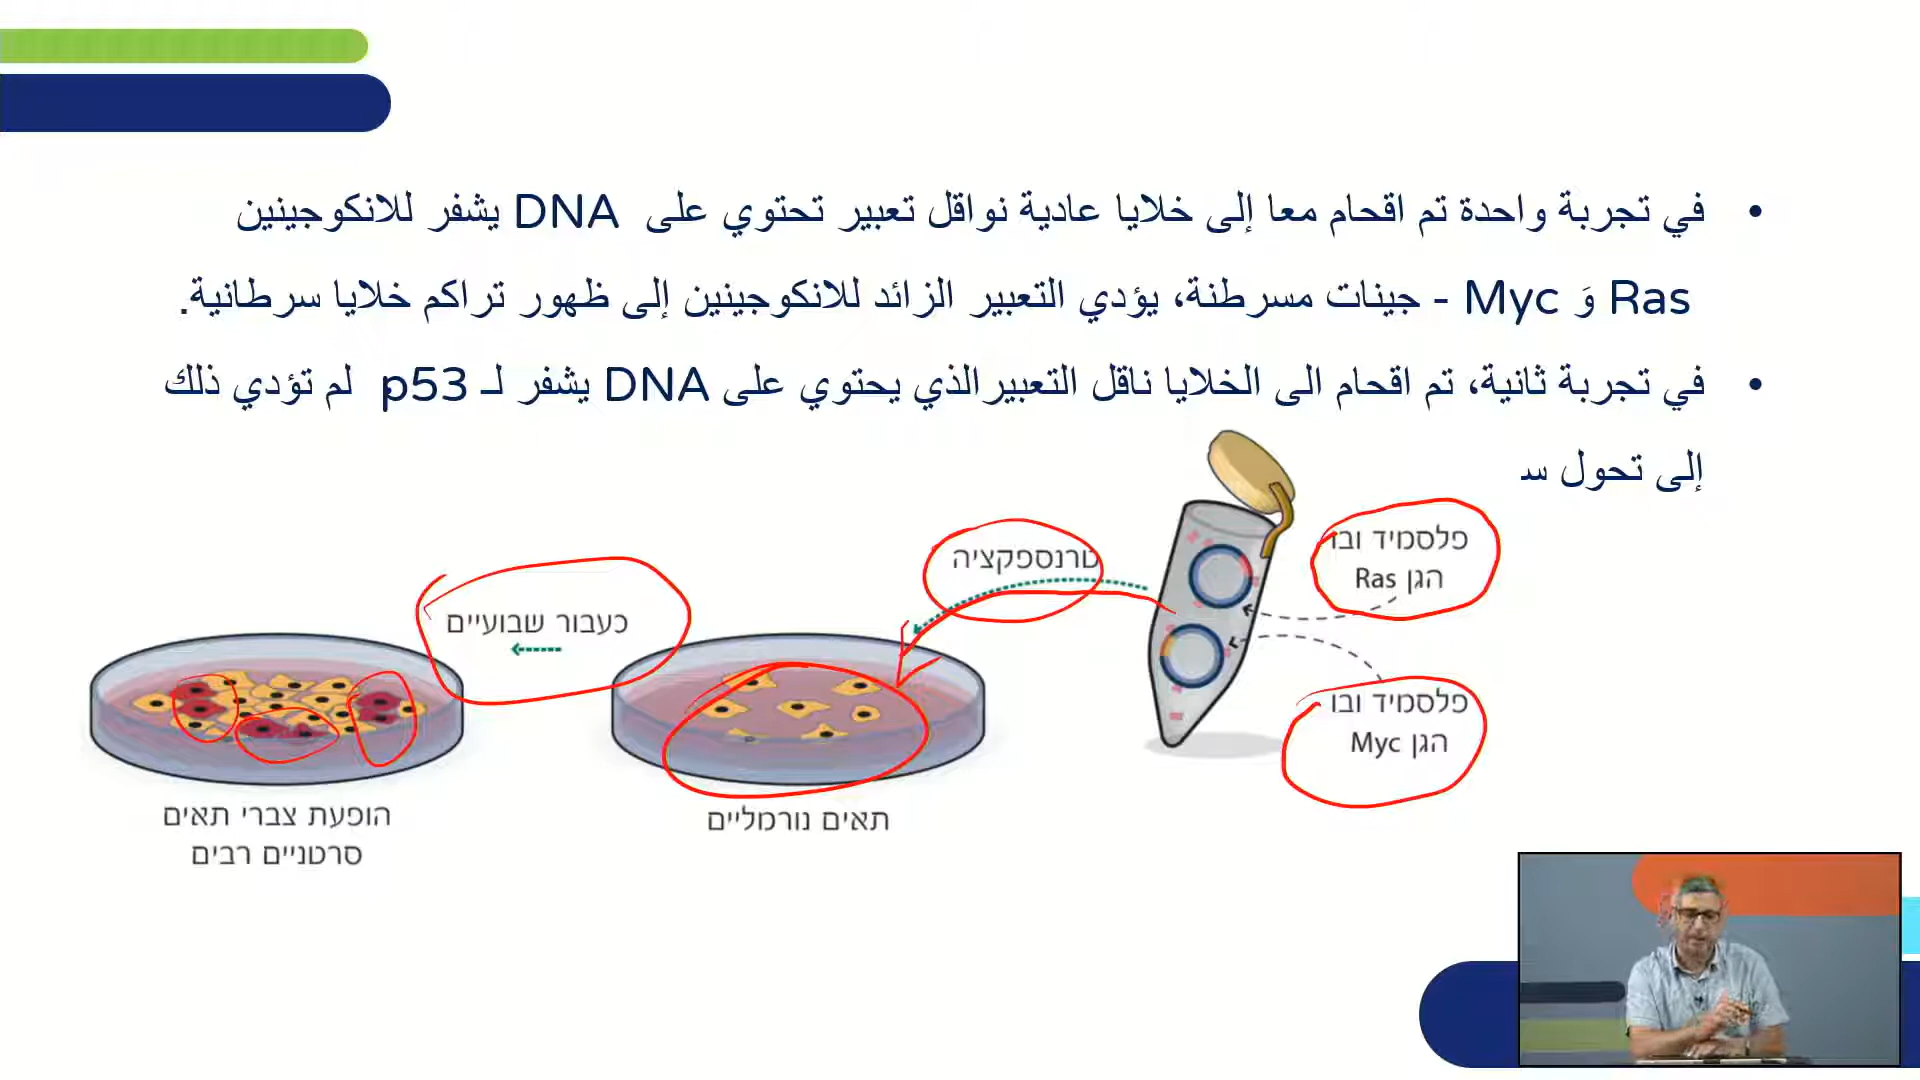 • في تجربة واحدة تم اقحام معا إلى خلايا عادية نواقل تعبير تحتوي على DNA يشفر للانكوجينين
Ras وَ Myc - جينات مسرطنة، يؤدي التعبير الزائد للانكوجينين إلى ظهور تراكم خلايا سرطانية.
• في تجربة ثانية، تم اقحام الى الخلايا ناقل التعبيرالذي يحتوي على DNA يشفر لـ p53 لم تؤدي ذلك
إلى تحول س
פלסמיד ובו
הגן Ras
טרנספקציה
כעבור שבועיים
פלסמיד ובו
הגן Myc
תאים נורמליים
הופעת צברי תאים
סרטניים רבים